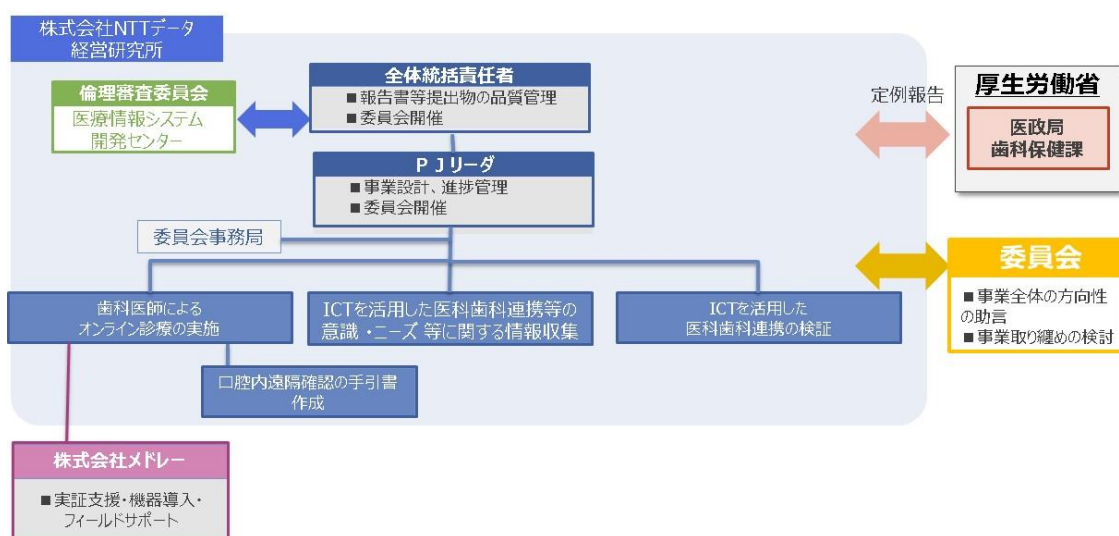 株式会社NTTデータ
経営研究所
倫理審査委員会
医療情報システム
開発センター
全体統括責任者
■報告書等提出物の品質管理
■委員会開催
定例報告
厚生労働省
医政局
歯科保健課
PJリーダ
■事業設計、進捗管理
■委員会開催
委員会事務局
委員会
■事業全体の方向性
の助言
■事業取り纏めの検討
歯科医師による
オンライン診療の実施
ICTを活用した医科歯科連携等の
意識・ニーズ等に関する情報収集
ICTを活用した
医科歯科連携の検証
口腔内遠隔確認の手引書
作成
株式会社メドレー
■実証支援・機器導入・
フィールドサポート